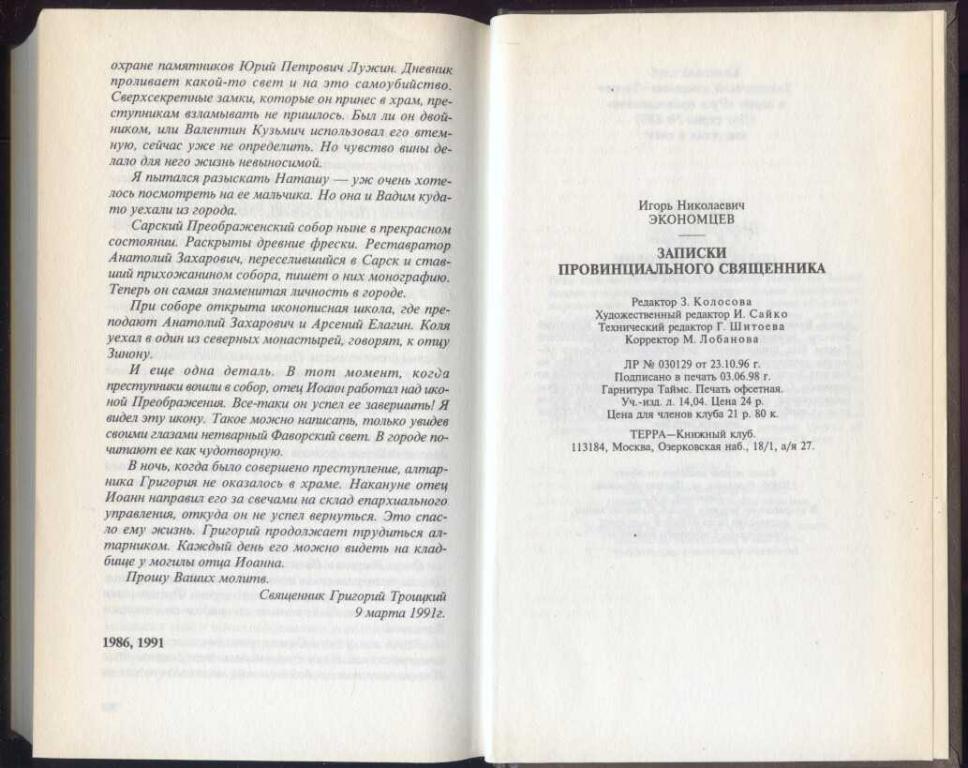 охране памятников Юрий Петрович Лужин. Дневник
проливает какой-то свет и на это самоубийство.
Сверхсекретные замки, которые он принес в храм, пре-
ступникам взламывать не пришлось. Был ли он двой-
ником, или Валентин Кузьмич использовал его втем-
ную, сейчас уже не определить. Но чувство вины де-
лало для него жизнь невыносимой.
Я пытался разыскать Наташу — уж очень хоте-
лось посмотреть на ее мальчика. Но она и Вадим куда-
то уехали из города.
Сарский Преображенский собор ныне в прекрасном
состоянии. Раскрыты древние фрески. Реставратор
Анатолий Захарович, переселившийся в Сарск и став-
ший прихожанином собора, пишет о них монографию.
Теперь он самая знаменитая личность в городе.
При соборе открыта иконописная школа, где пре-
подают Анатолий Захарович и Арсений Елагин. Коля
уехал в один из северных монастырей, говорят, к отцу
Зинону.
И еще одна деталь. В тот момент, когда
преступники вошли в собор, отец Иоанн работал над ико-
ной Преображения. Все-таки он успел ее завершить! Я
видел эту икону. Такое можно написать, только увидев
своими глазами нетварный Фаворский свет. В городе по-
читают ее как чудотворную.
В ночь, когда было совершено преступление, алтар-
ника Григория не оказалось в храме. Накануне отец
Иоанн направил его за свечами на склад епархиального
управления, откуда он не успел вернуться. Это спас-
ло ему жизнь. Григорий продолжает трудиться ал-
тарником. Каждый день его можно видеть на клад-
бище у могилы отца Иоанна.
Прошу Ваших молитв.
Священник Григорий Троицкий
9 марта 1991г.
1986, 1991
Игорь Николаевич
ЭКОНОМЦЕВ
ЗАПИСКИ
ПРОВИНЦИАЛЬНОГО СВЯЩЕННИКА
Редактор З. Колосова
Художественный редактор И. Сайко
Технический редактор Г. Шитоева
Корректор М. Лобанова
ЛР № 030129 от 23.10.96 г.
Подписано в печать 03.06.98 г.
Гарнитура Таймс. Печать офсетная.
Уч.-изд. л. 14,04. Цена 24 р.
Цена для членов клуба 21 р. 80 к.
ТЕРРА—Книжный клуб.
113184, Москва, Озерковская наб., 18/1, а/я 27.